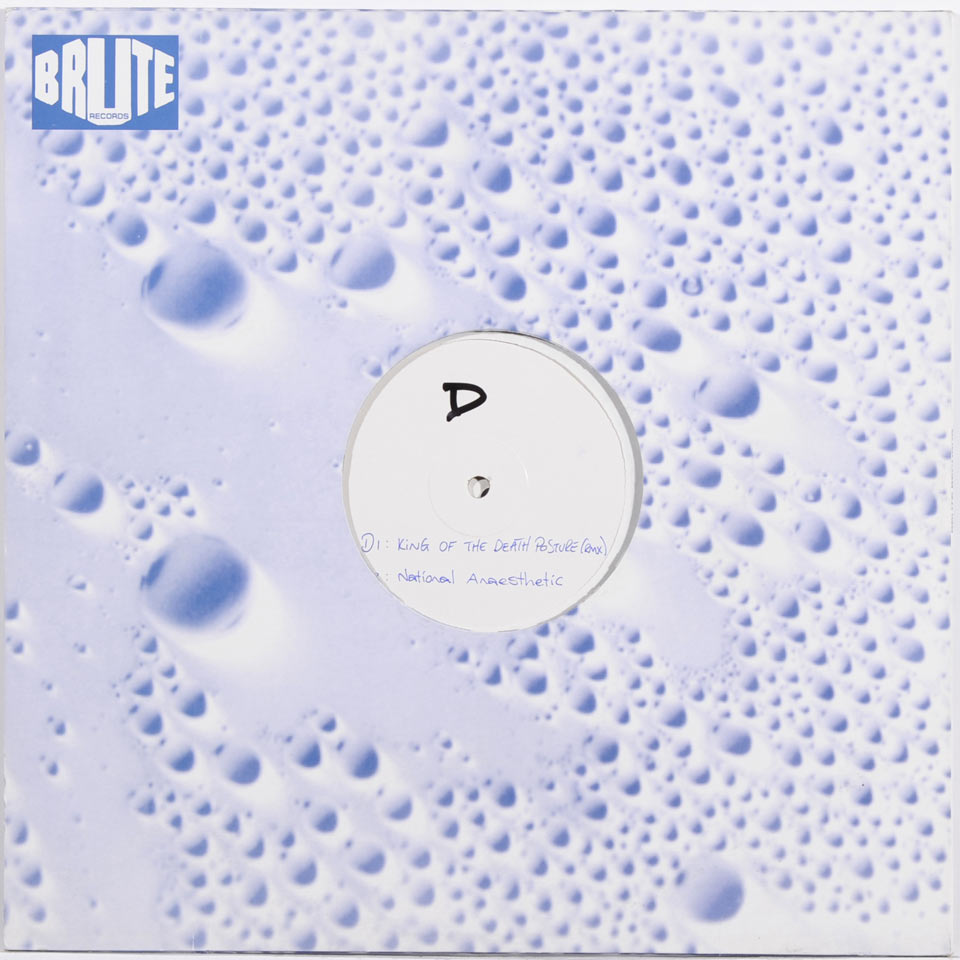 BRUTE
RECORDS
D
D1: KING OF THE DEATH POSTURE (rmx)
: National Anaesthetic